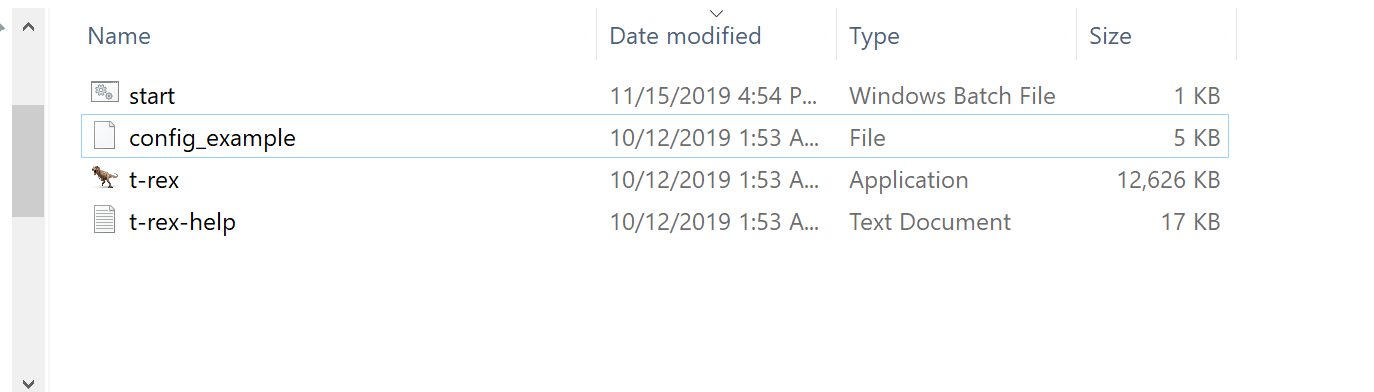 Name Date modified Type Size
start 11/15/2019 4:54 P... Windows Batch File 1 KB
config_example 10/12/2019 1:53 A... File 5 KB
t-rex 10/12/2019 1:53 A... Application 12,626 KB
t-rex-help 10/12/2019 1:53 A... Text Document 17 KB